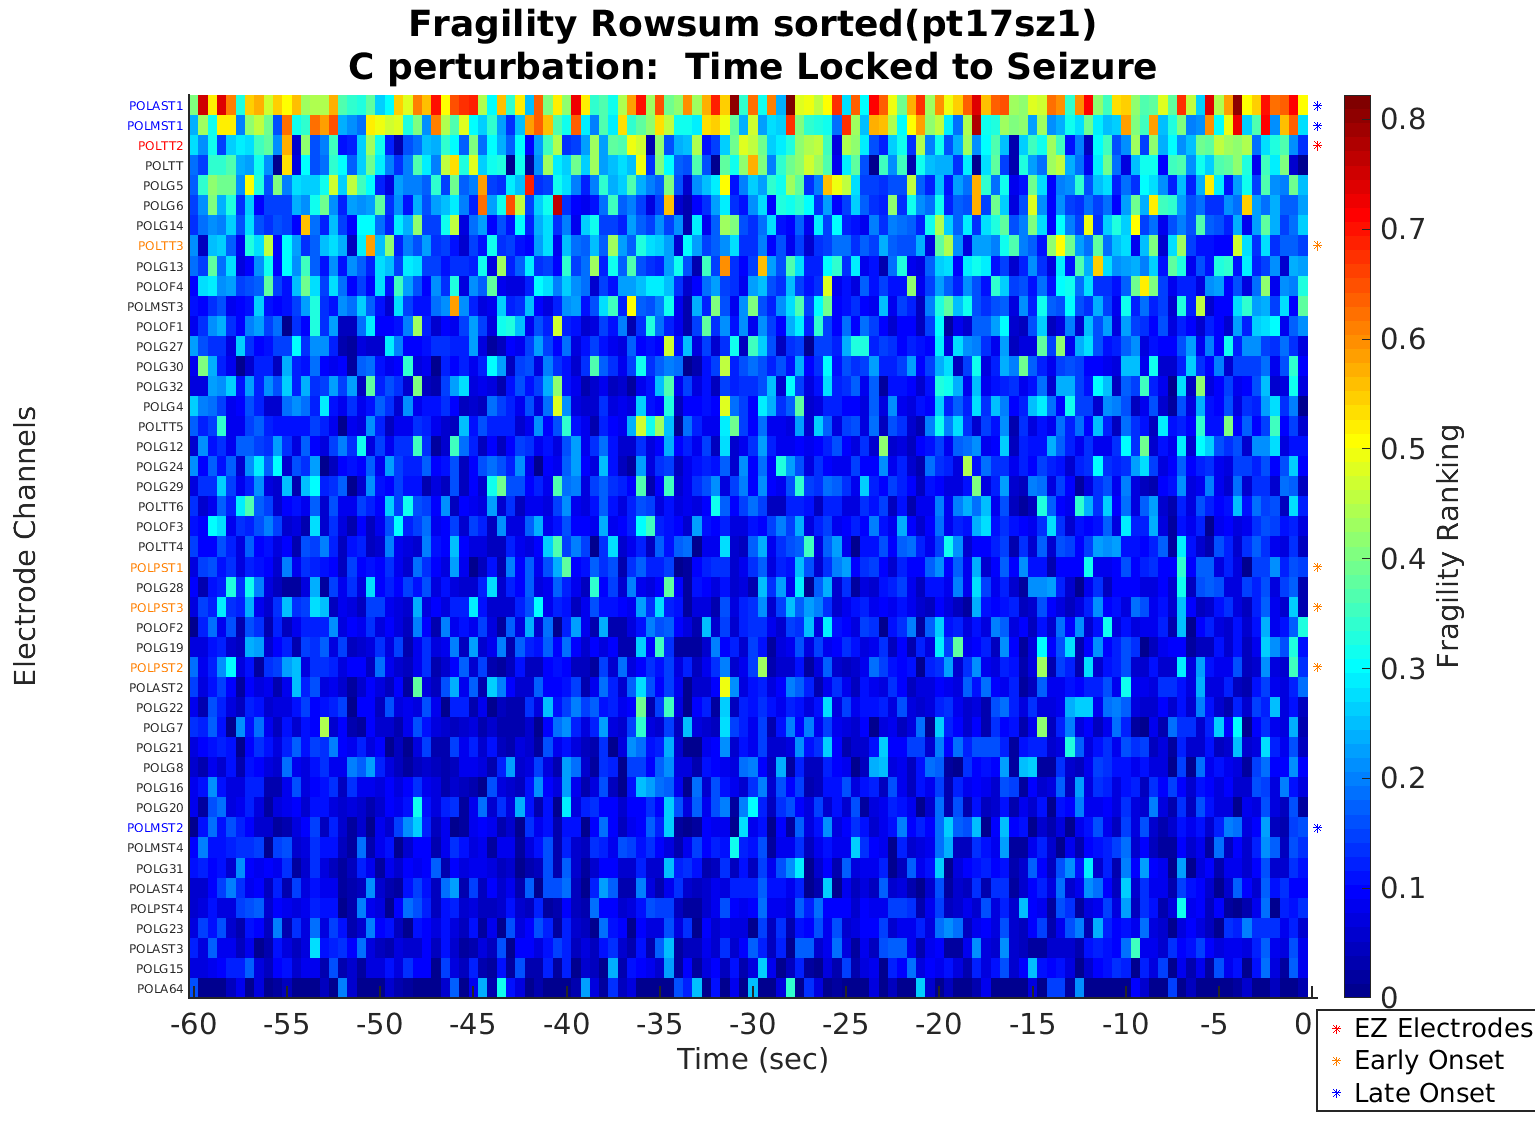 Fragility Rowsum sorted(pt17sz1)
C perturbation:  Time Locked to Seizure
Electrode Channels
POLAST1
POLMST1
POLTT2
POLTT
POLG5
POLG6
POLG14
POLTT3
POLG13
POLOF4
POLMST3
POLOF1
POLG27
POLG30
POLG32
POLG4
POLTT5
POLG12
POLG24
POLG29
POLTT6
POLOF3
POLTT4
POLPST1
POLG28
POLPST3
POLOF2
POLG19
POLPST2
POLAST2
POLG22
POLG7
POLG21
POLG8
POLG16
POLG20
POLMST2
POLMST4
POLG31
POLAST4
POLPST4
POLG23
POLAST3
POLG15
POLA64
-60 -55 -50 -45 -40 -35 -30 -25 -20 -15 -10 -5 0
Time (sec)
0.8
0.7
0.6
0.5
0.4
0.3
0.2
0.1
0
Fragility Ranking
EZ Electrodes
Early Onset
Late Onset